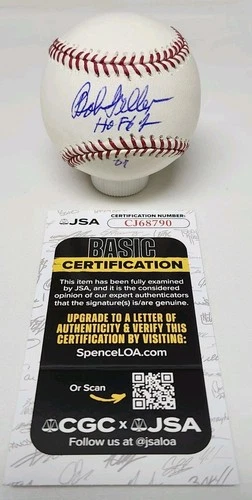 Bob Feller
HOF 62
JSA
CERTIFICATION NUMBER:
CJ68790
BASIC
CERTIFICATION
This item has been fully examined
by JSA, and it is the considered
opinion of our expert authenticators
that the signature(s) is/are genuine.
UPGRADE TO A LETTER OF
AUTHENTICITY & VERIFY THIS
CERTIFICATION BY VISITING:
SpenceLOA.com
Or Scan
CGC x JSA
Follow us at @jsaloa